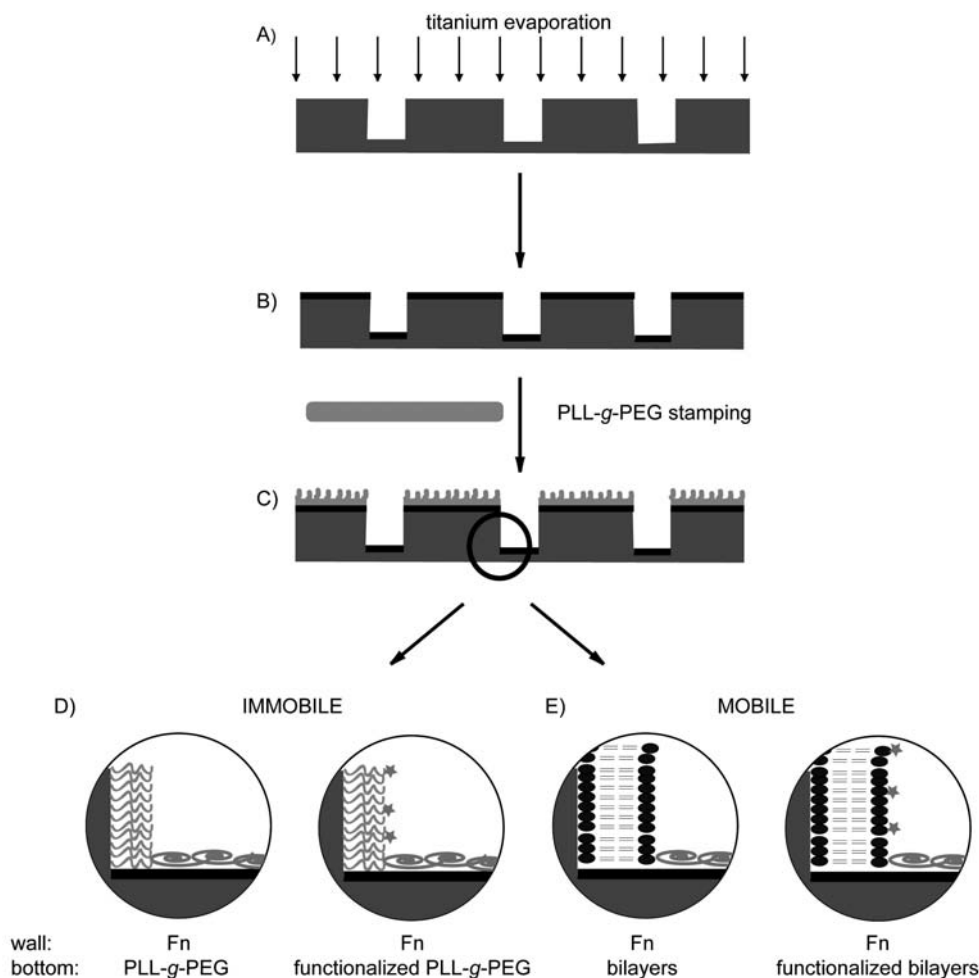 titanium evaporation
A)
B)
PLL-g-PEG stamping
C)
D) IMMOBILE E) MOBILE
wall: Fn Fn Fn Fn
bottom: PLL-g-PEG functionalized PLL-g-PEG bilayers functionalized bilayers